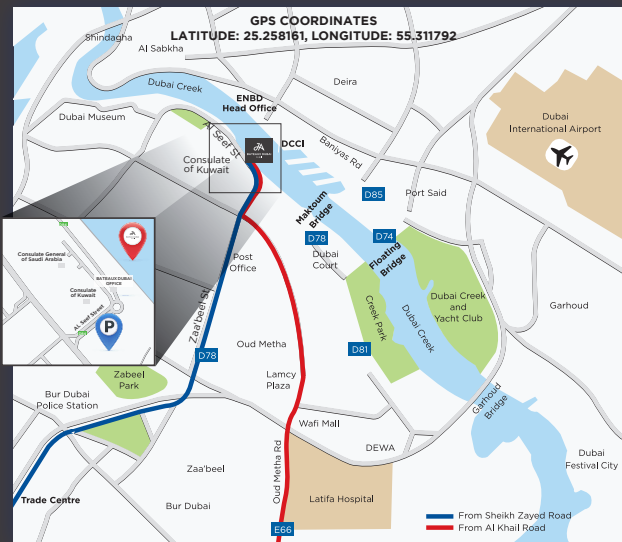 GPS COORDINATES
LATITUDE: 25.258161, LONGITUDE: 55.311792
Shindagha
Al Sabkha
Dubai Creek
Deira
ENBD
Head Office
Dubai Museum
Al Seef St
DCCI
Baniyas Rd
Dubai
International Airport
Consulate
of Kuwait
JA
BATEAUX DUBAI
D85
Port Said
Maktoum
Bridge
D78
D74
Floating
Bridge
Dubai
Court
Post
Office
Consulate General
of Saudi Arabia
BATEAUX DUBAI
OFFICE
Consulate
of Kuwait
AL Seef Street
P
Zaa'beel St
D78
Oud Metha
Creek Park
Dubai Creek
Dubai Creek
and
Yacht Club
Garhoud
D81
Zabeel
Park
Lamcy
Plaza
Bur Dubai
Police Station
Wafi Mall
Garhoud
Bridge
DEWA
Oud Metha Rd
Zaa'beel
Dubai
Festival City
Trade Centre
Bur Dubai
Latifa Hospital
E66
From Sheikh Zayed Road
From Al Khail Road